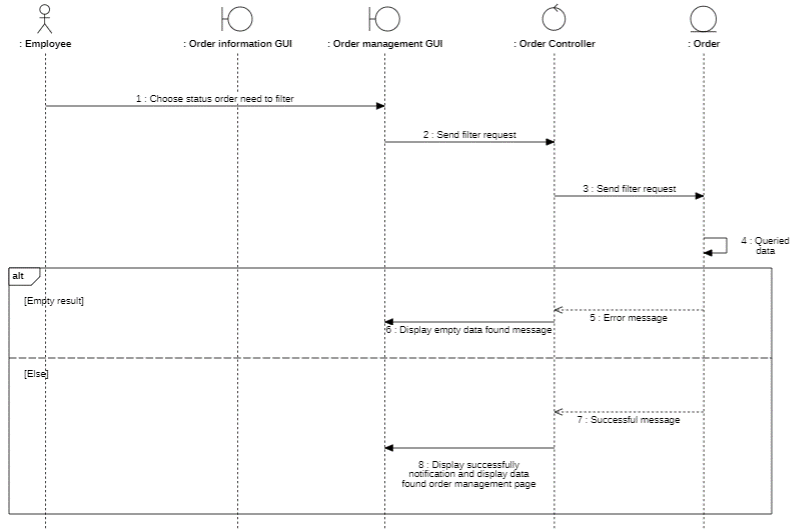 : Employee
: Order information GUI
: Order management GUI
: Order Controller
: Order
1 : Choose status order need to filter
2 : Send filter request
3 : Send filter request
4 : Queried
data
alt
[Empty result]
5 : Error message
6 : Display empty data found message
[Else]
7 : Successful message
8 : Display successfully
notification and display data
found order management page